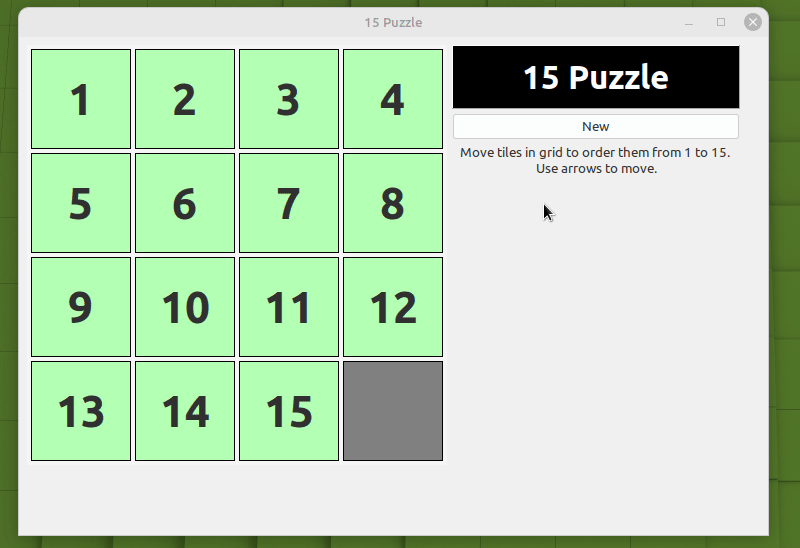 15 Puzzle
1 2 3 4
5 6 7 8
9 10 11 12
13 14 15
15 Puzzle
New
Move tiles in grid to order them from 1 to 15.
Use arrows to move.